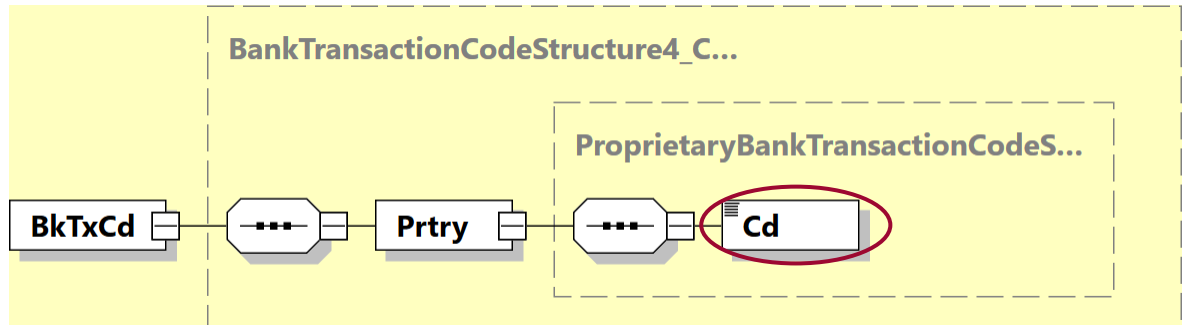 BankTransactionCodeStructure4_C...
ProprietaryBankTransactionCodeS...
BkTxCd Prtry Cd